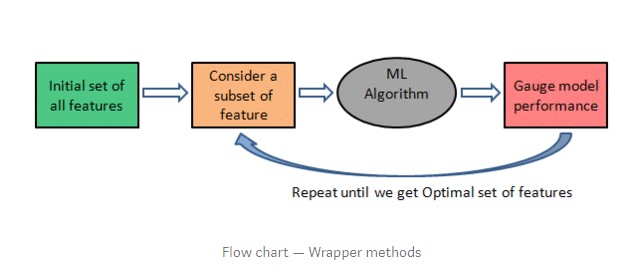 Initial set of
all features
Consider a
subset of
feature
ML
Algorithm
Gauge model
performance
Repeat until we get Optimal set of features
Flow chart — Wrapper methods